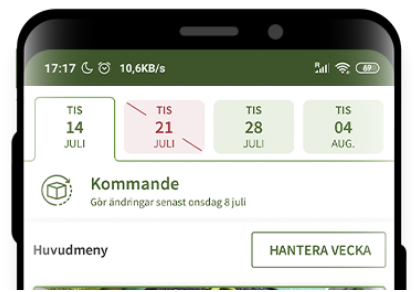 17:17 10,6KB/s R 69
TIS TIS TIS TIS
14 21 28 04
JULI JULI JULI AUG.
Kommande
Gör ändringar senast onsdag 8 juli
Huvudmeny HANTERA VECKA